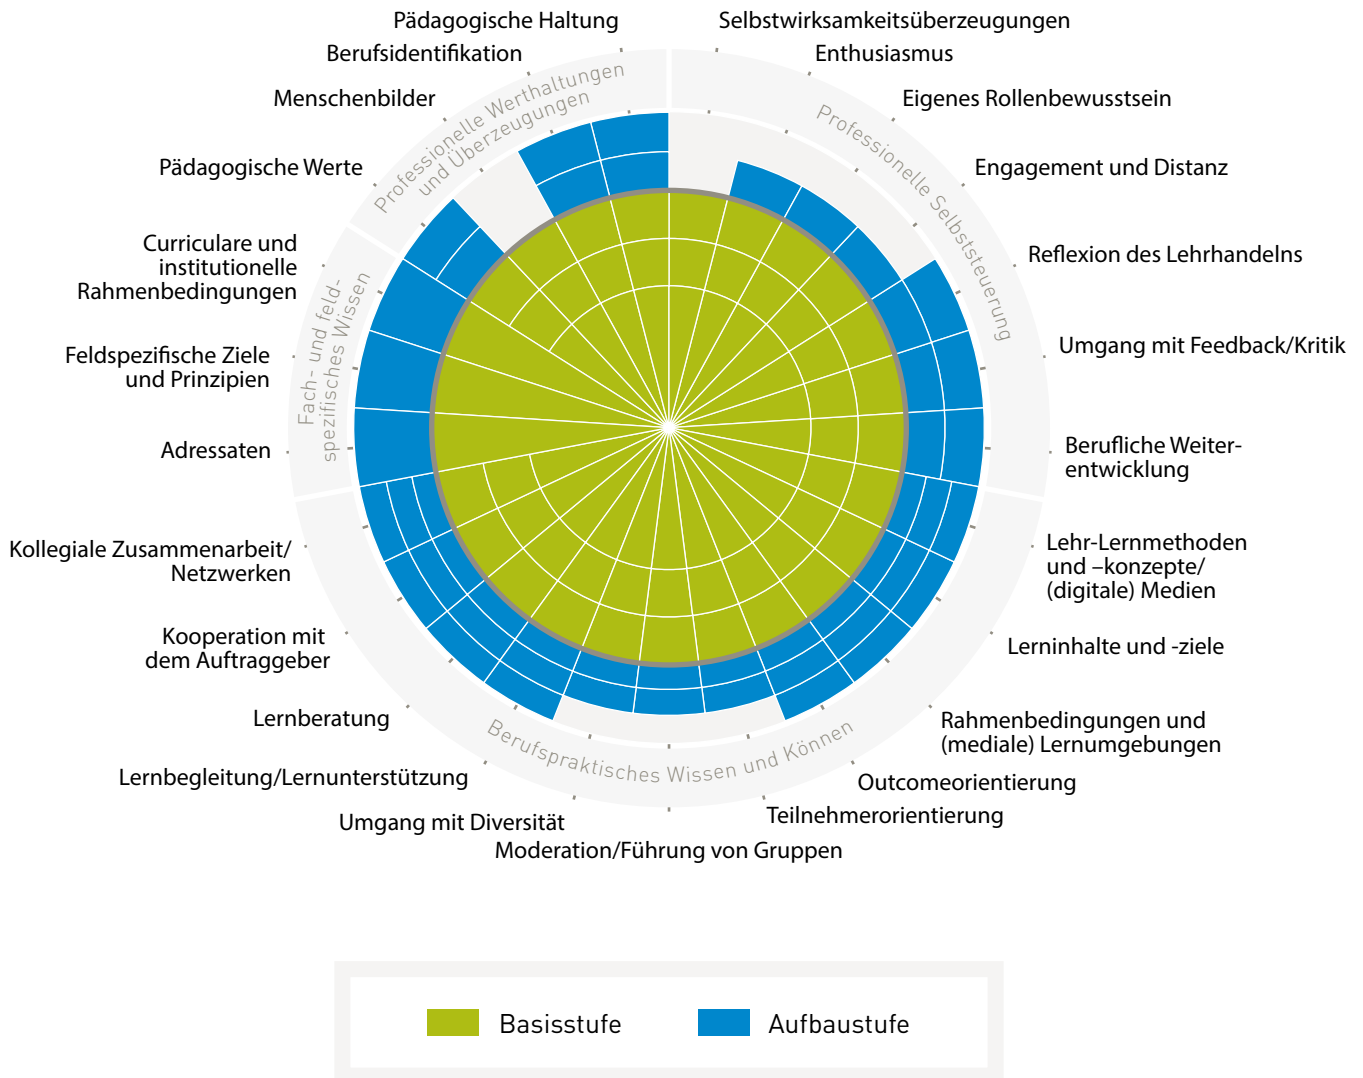 Pädagogische Haltung
Berufsidentifikation
Menschenbilder
Pädagogische Werte
Curriculare und
institutionelle
Rahmenbedingungen
Feldspezifische Ziele
und Prinzipien
Adressaten
Kollegiale Zusammenarbeit/
Netzwerken
Kooperation mit
dem Auftraggeber
Lernberatung
Lernbegleitung/Lernunterstützung
Umgang mit Diversität
Moderation/Führung von Gruppen
Selbstwirksamkeitsüberzeugungen
Enthusiasmus
Eigenes Rollenbewusstsein
Engagement und Distanz
Reflexion des Lehrhandelns
Umgang mit Feedback/Kritik
Berufliche Weiter-
entwicklung
Lehr-Lernmethoden
und –konzepte/
(digitale) Medien
Lerninhalte und -ziele
Rahmenbedingungen und
(mediale) Lernumgebungen
Outcomeorientierung
Teilnehmerorientierung
Professionelle Werthaltungen
und Überzeugungen
Professionelle Selbststeuerung
Fach- und feld-
spezifisches Wissen
Berufspraktisches Wissen und Können
Basisstufe
Aufbaustufe